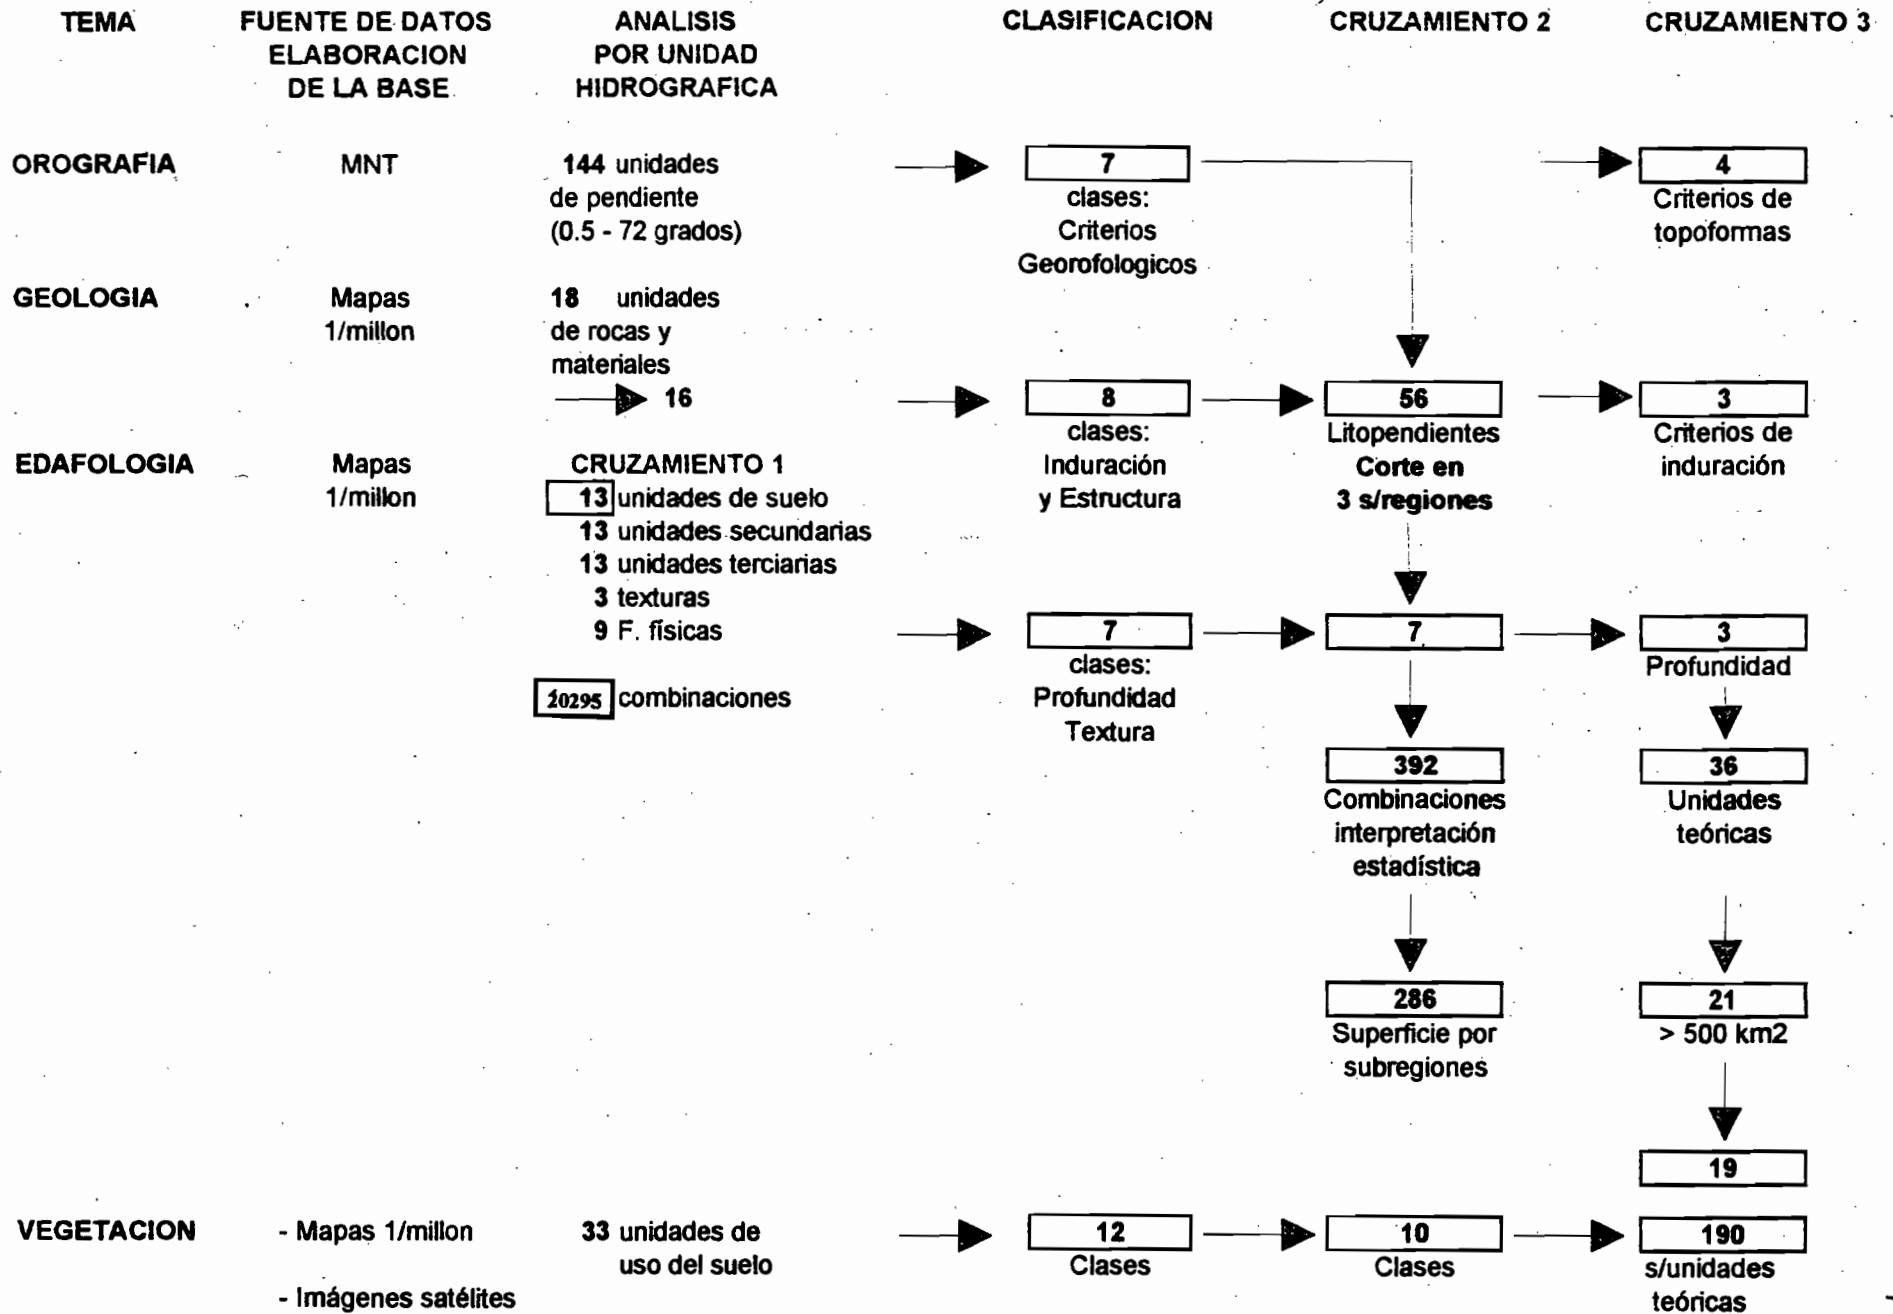 TEMA
FUENTE DE DATOS
ELABORACION
DE LA BASE
ANALISIS
POR UNIDAD
HIDROGRAFICA
CLASIFICACION
CRUZAMIENTO 2
CRUZAMIENTO 3
OROGRAFIA
MNT
144 unidades
de pendiente
(0.5 - 72 grados)
7
clases:
Criterios
Georofologicos
4
Criterios de
topoformas
GEOLOGIA
Mapas
1/millon
18 unidades
de rocas y
materiales
16
8
clases:
Induración
y Estructura
56
Litopendientes
Corte en
3 s/regiones
3
Criterios de
induración
EDAFOLOGIA
Mapas
1/millon
CRUZAMIENTO 1
13 unidades de suelo
13 unidades secundarias
13 unidades terciarias
3 texturas
9 F. físicas
20295 combinaciones
7
clases:
Profundidad
Textura
7
3
Profundidad
392
Combinaciones
interpretación
estadística
36
Unidades
teóricas
286
Superficie por
subregiones
21
> 500 km2
19
VEGETACION
- Mapas 1/millon
- Imágenes satélites
33 unidades de
uso del suelo
12
Clases
10
Clases
190
s/unidades
teóricas